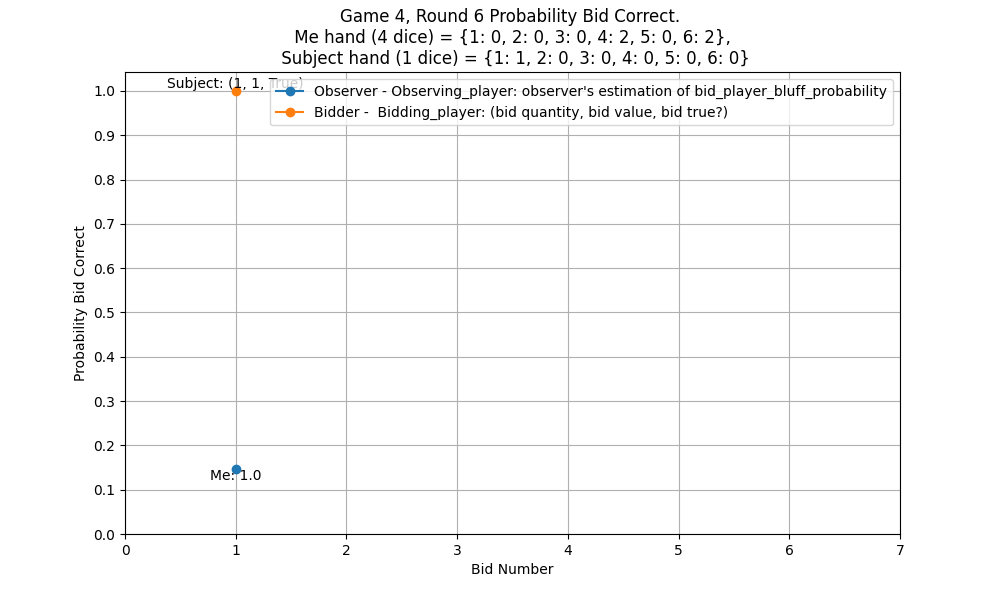 Game 4, Round 6 Probability Bid Correct.
Me hand (4 dice) = {1: 0, 2: 0, 3: 0, 4: 2, 5: 0, 6: 2},
Subject hand (1 dice) = {1: 1, 2: 0, 3: 0, 4: 0, 5: 0, 6: 0}
Subject: (1, 1, True)
Observer - Observing_player: observer's estimation of bid_player_bluff_probability
Bidder -  Bidding_player: (bid quantity, bid value, bid true?)
1.0
0.9
0.8
0.7
0.6
0.5
0.4
0.3
0.2
0.1
0.0
Probability Bid Correct
Me: 1.0
0 1 2 3 4 5 6 7
Bid Number